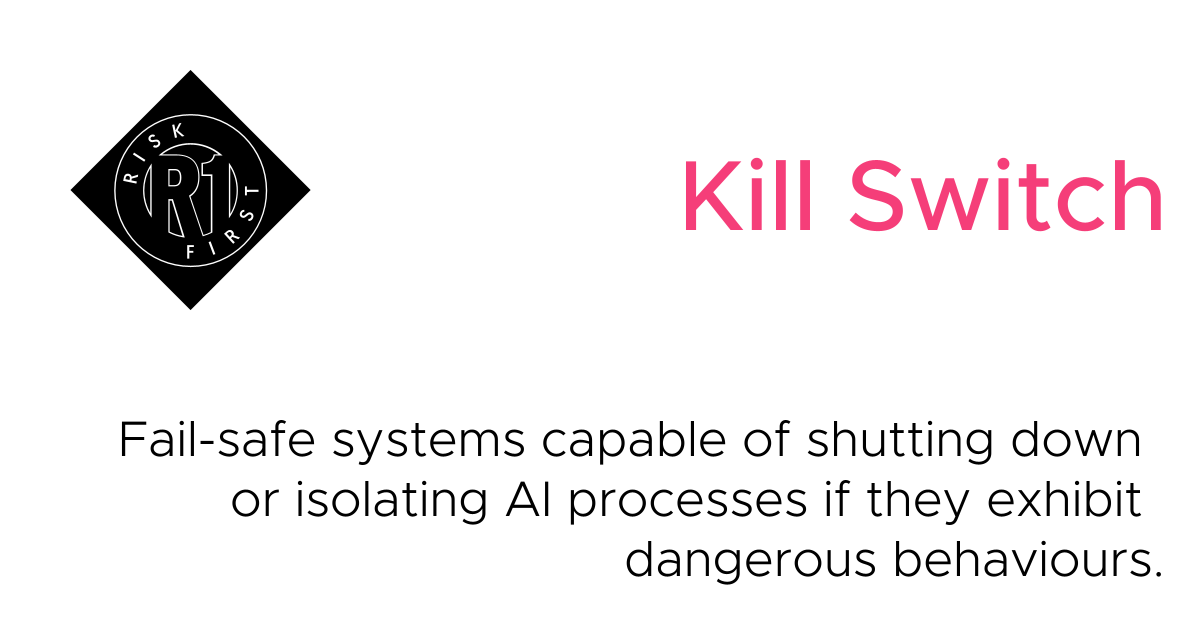 RISK
R1
FIRST
Kill Switch
Fail-safe systems capable of shutting down
or isolating AI processes if they exhibit
dangerous behaviours.